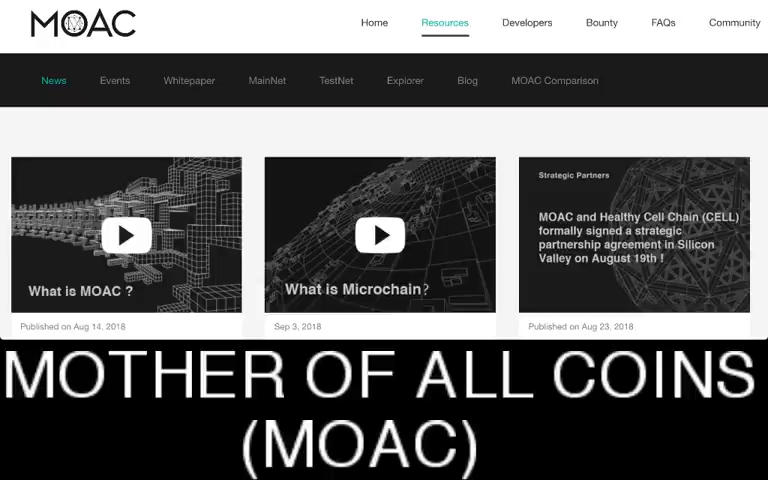 MOAC
Home Resources Developers Bounty FAQs Community
News Events Whitepaper MainNet TestNet Explorer Blog MOAC Comparison
What is MOAC ?
Published on Aug 14, 2018
What is Microchain?
Sep 3, 2018
Strategic Partners
MOAC and Healthy Cell Chain (CELL)
formally signed a strategic
partnership agreement in Silicon
Valley on August 19th !
Published on Aug 23, 2018
MOTHER OF ALL COINS
(MOAC)